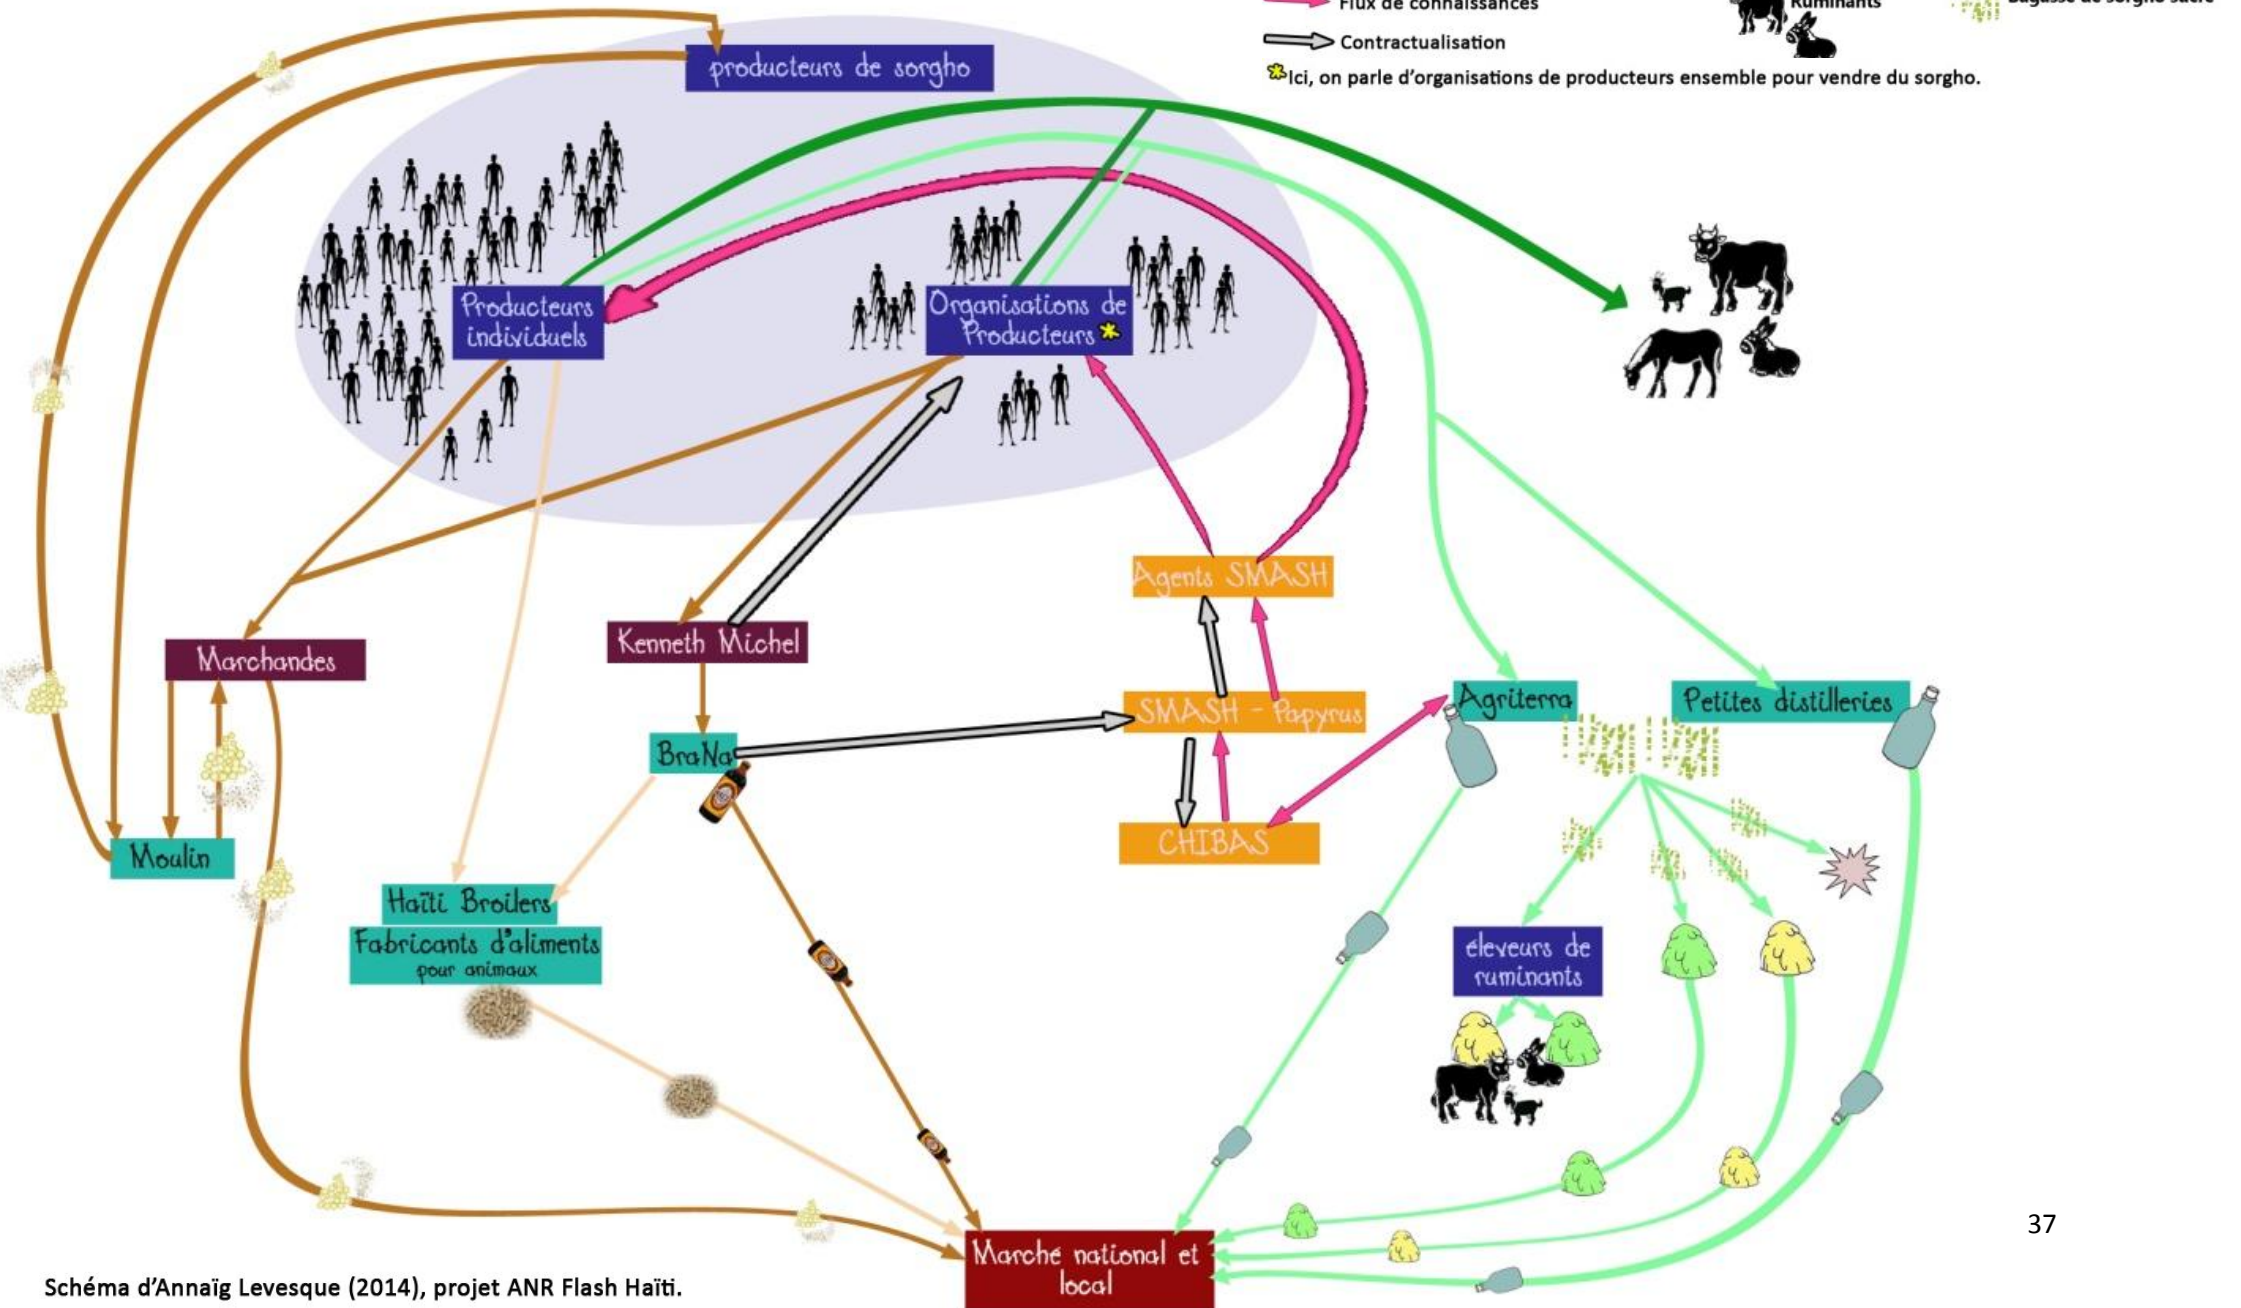 Flux de connaissances
Ruminants
Bagasse de sorgho sucré
Contractualisation
Ici, on parle d'organisations de producteurs ensemble pour vendre du sorgho.
producteurs de sorgho
Producteurs
individuels
Organisations de
Producteurs
Agents SMASH
Marchandes
Kenneth Michel
SMASH - Papyrus
Agriterra
Petites distilleries
BraNa
Moulin
CHIBAS
Haïti Broilers
Fabricants d'aliments
pour animaux
éleveurs de
ruminants
Marché national et
local
37
Schéma d'Annaïg Levesque (2014), projet ANR Flash Haïti.